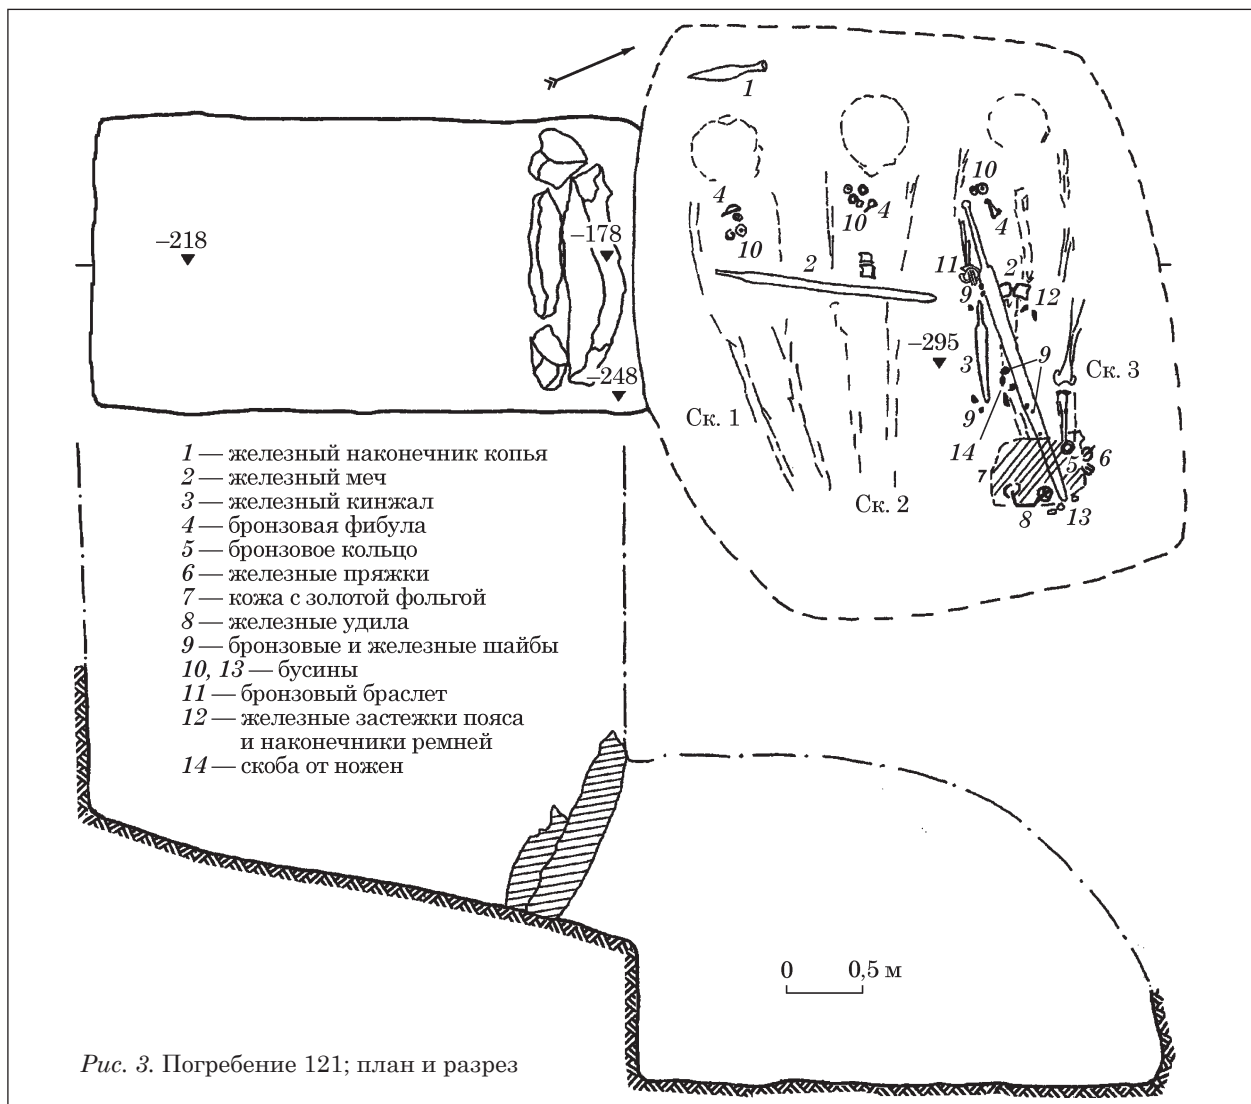 1
4
10
2
4
10
10
4
11
9
2
12
3
9
9
14
7
5
6
8
13
–218
–178
–248
–295
Ск. 1
Ск. 2
Ск. 3
1 — железный наконечник копья
2 — железный меч
3 — железный кинжал
4 — бронзовая фибула
5 — бронзовое кольцо
6 — железные пряжки
7 — кожа с золотой фольгой
8 — железные удила
9 — бронзовые и железные шайбы
10, 13 — бусины
11 — бронзовый браслет
12 — железные застежки пояса
и наконечники ремней
14 — скоба от ножен
0 0,5 м
Рис. 3. Погребение 121; план и разрез